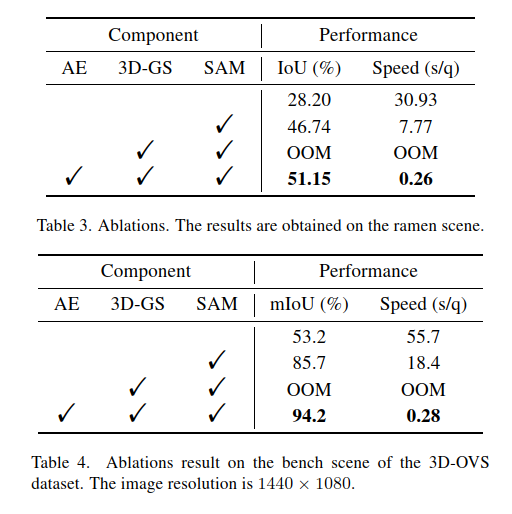 Component Performance
AE 3D-GS SAM IoU (%) Speed (s/q)
28.20 30.93
✓ 46.74 7.77
✓ ✓ OOM OOM
✓ ✓ ✓ 51.15 0.26
Table 3. Ablations. The results are obtained on the ramen scene.
Component Performance
AE 3D-GS SAM mIoU (%) Speed (s/q)
53.2 55.7
✓ 85.7 18.4
✓ ✓ OOM OOM
✓ ✓ ✓ 94.2 0.28
Table 4. Ablations result on the bench scene of the 3D-OVS
dataset. The image resolution is 1440 × 1080.